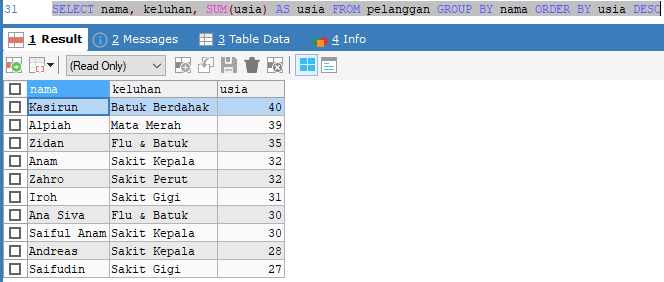 31 SELECT nama, keluhan, SUM(usia) AS usia FROM pelanggan GROUP BY nama ORDER BY usia DESC
1 Result 2 Messages 3 Table Data 4 Info
(Read Only)
nama keluhan usia
Kasirun Batuk Berdahak 40
Alpiah Mata Merah 39
Zidan Flu & Batuk 35
Anam Sakit Kepala 32
Zahro Sakit Perut 32
Iroh Sakit Gigi 31
Ana Siva Flu & Batuk 30
Saiful Anam Sakit Kepala 30
Andreas Sakit Kepala 28
Saifudin Sakit Gigi 27